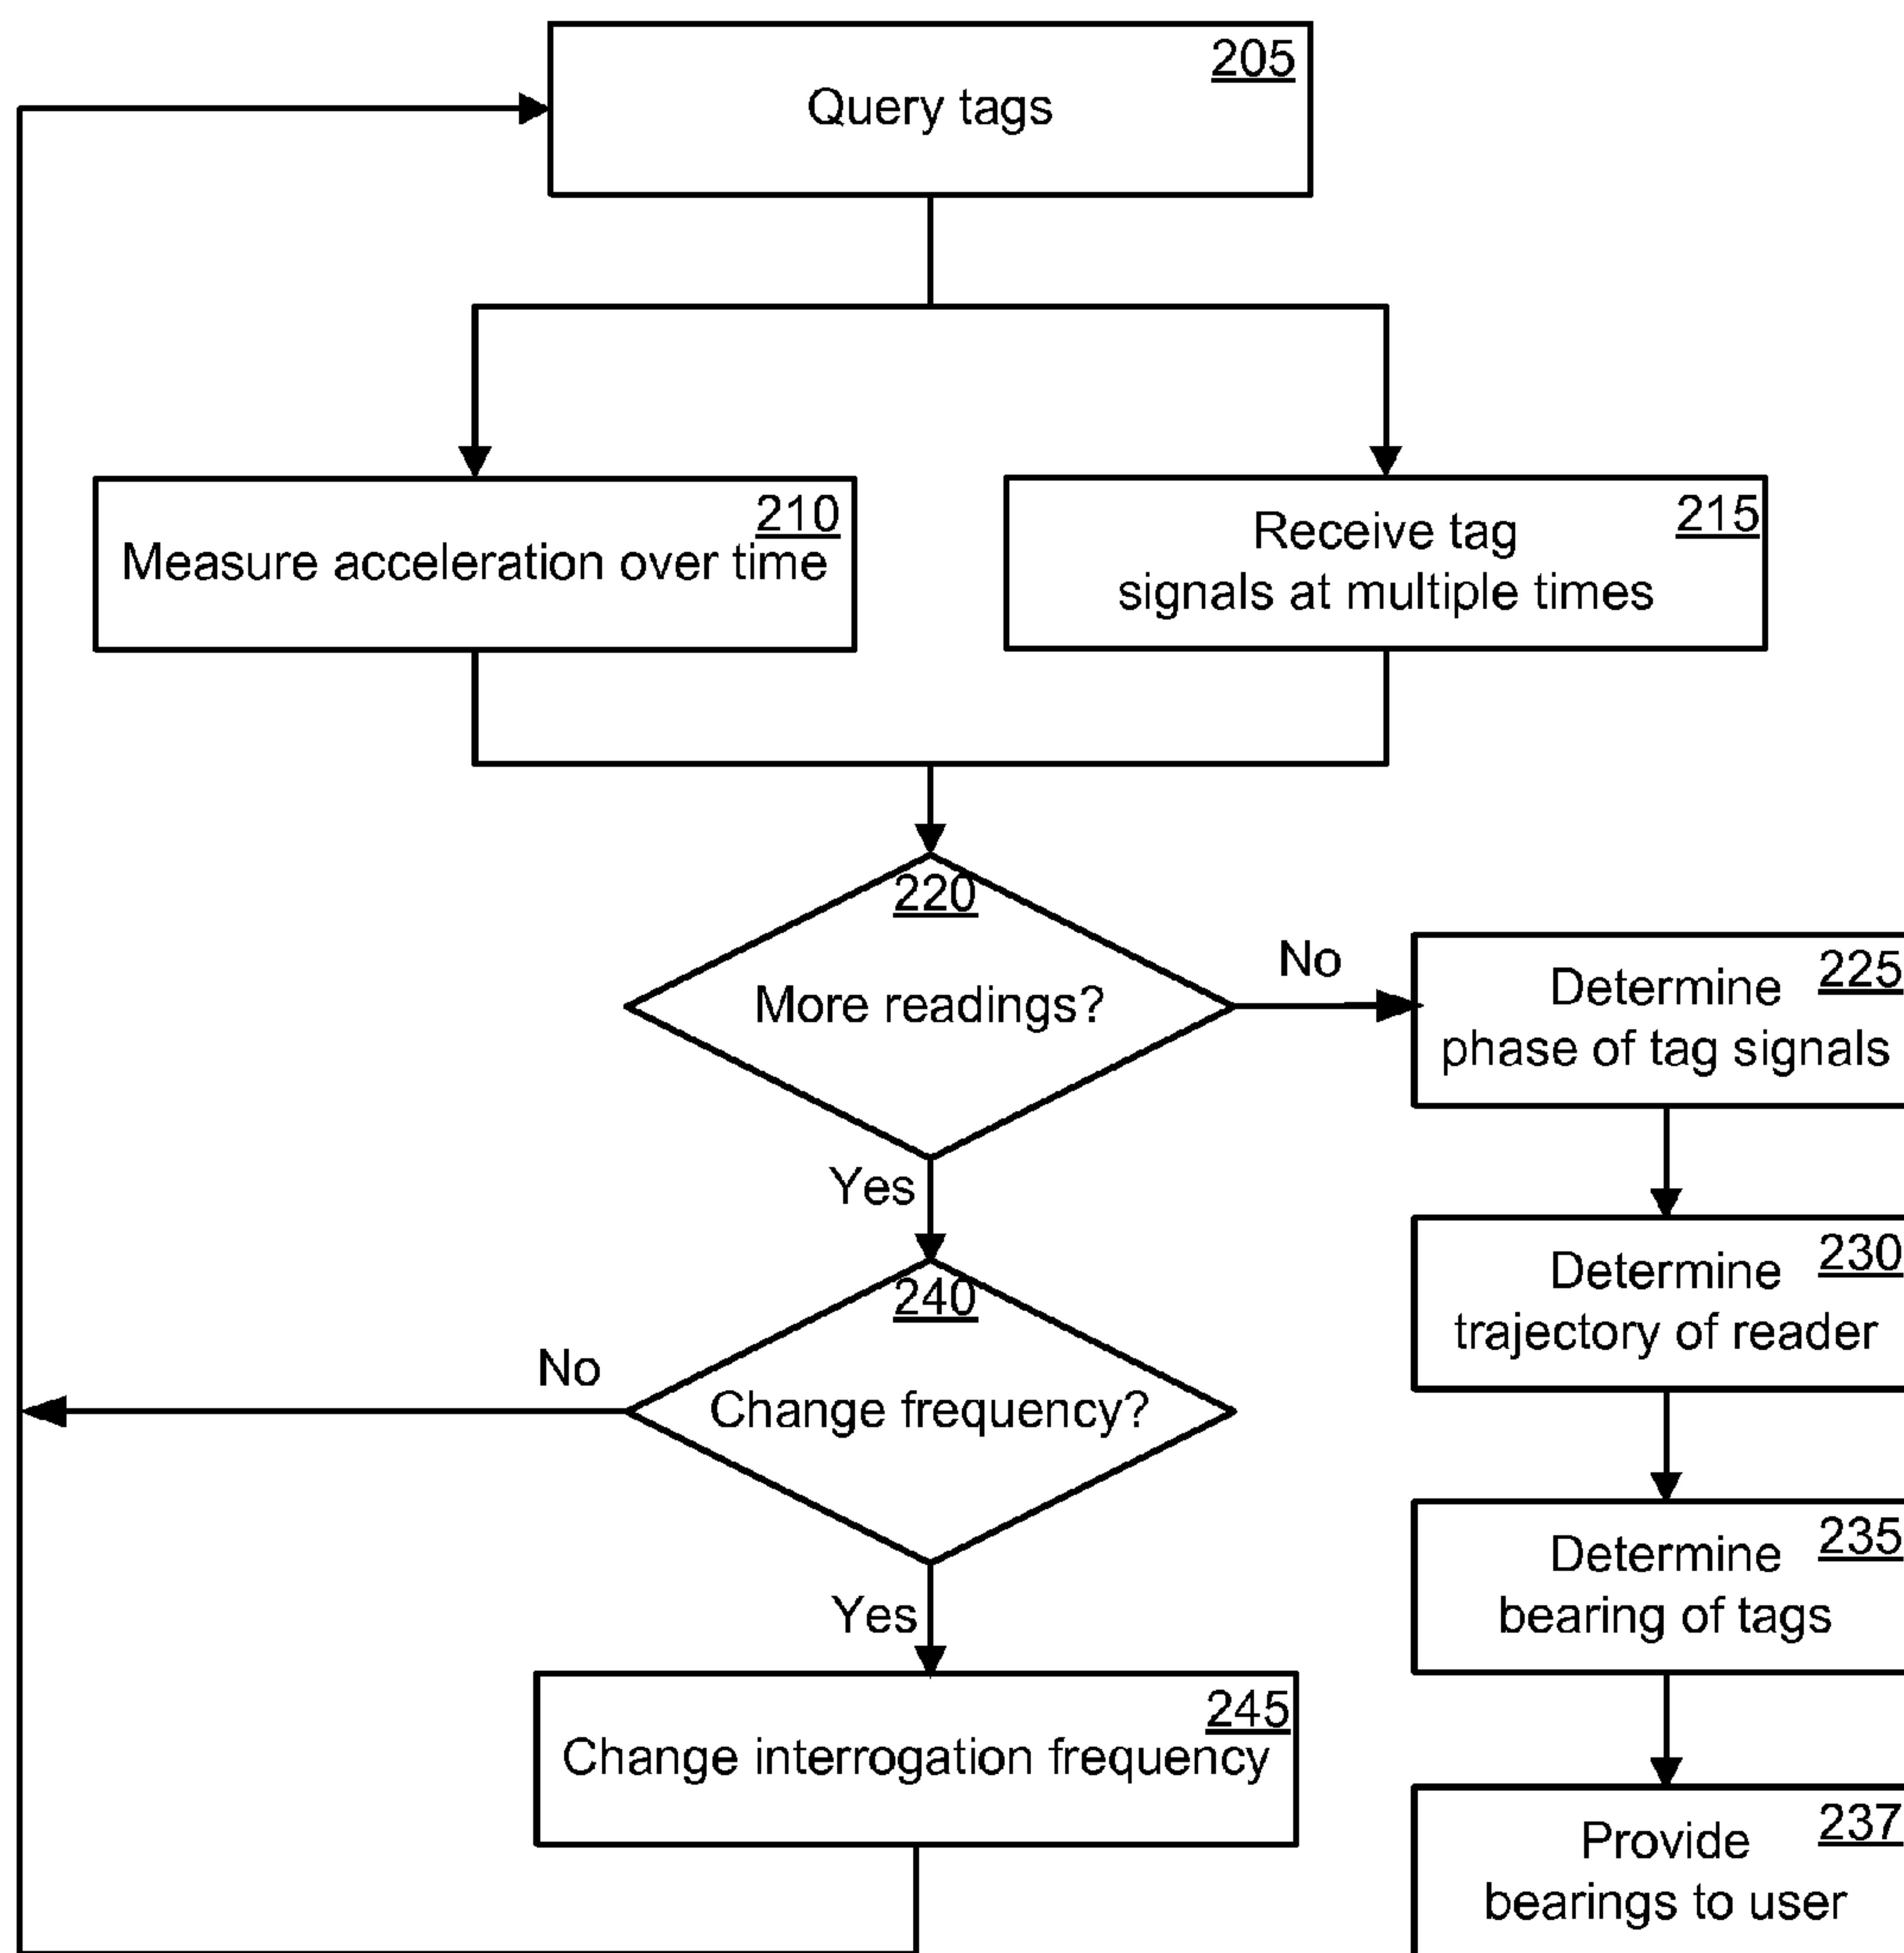 205
Query tags
210
Measure acceleration over time
215
Receive tag
signals at multiple times
220
More readings?
No
Yes
225
Determine
phase of tag signals
230
Determine
trajectory of reader
240
Change frequency?
No
Yes
235
Determine
bearing of tags
245
Change interrogation frequency
237
Provide
bearings to user